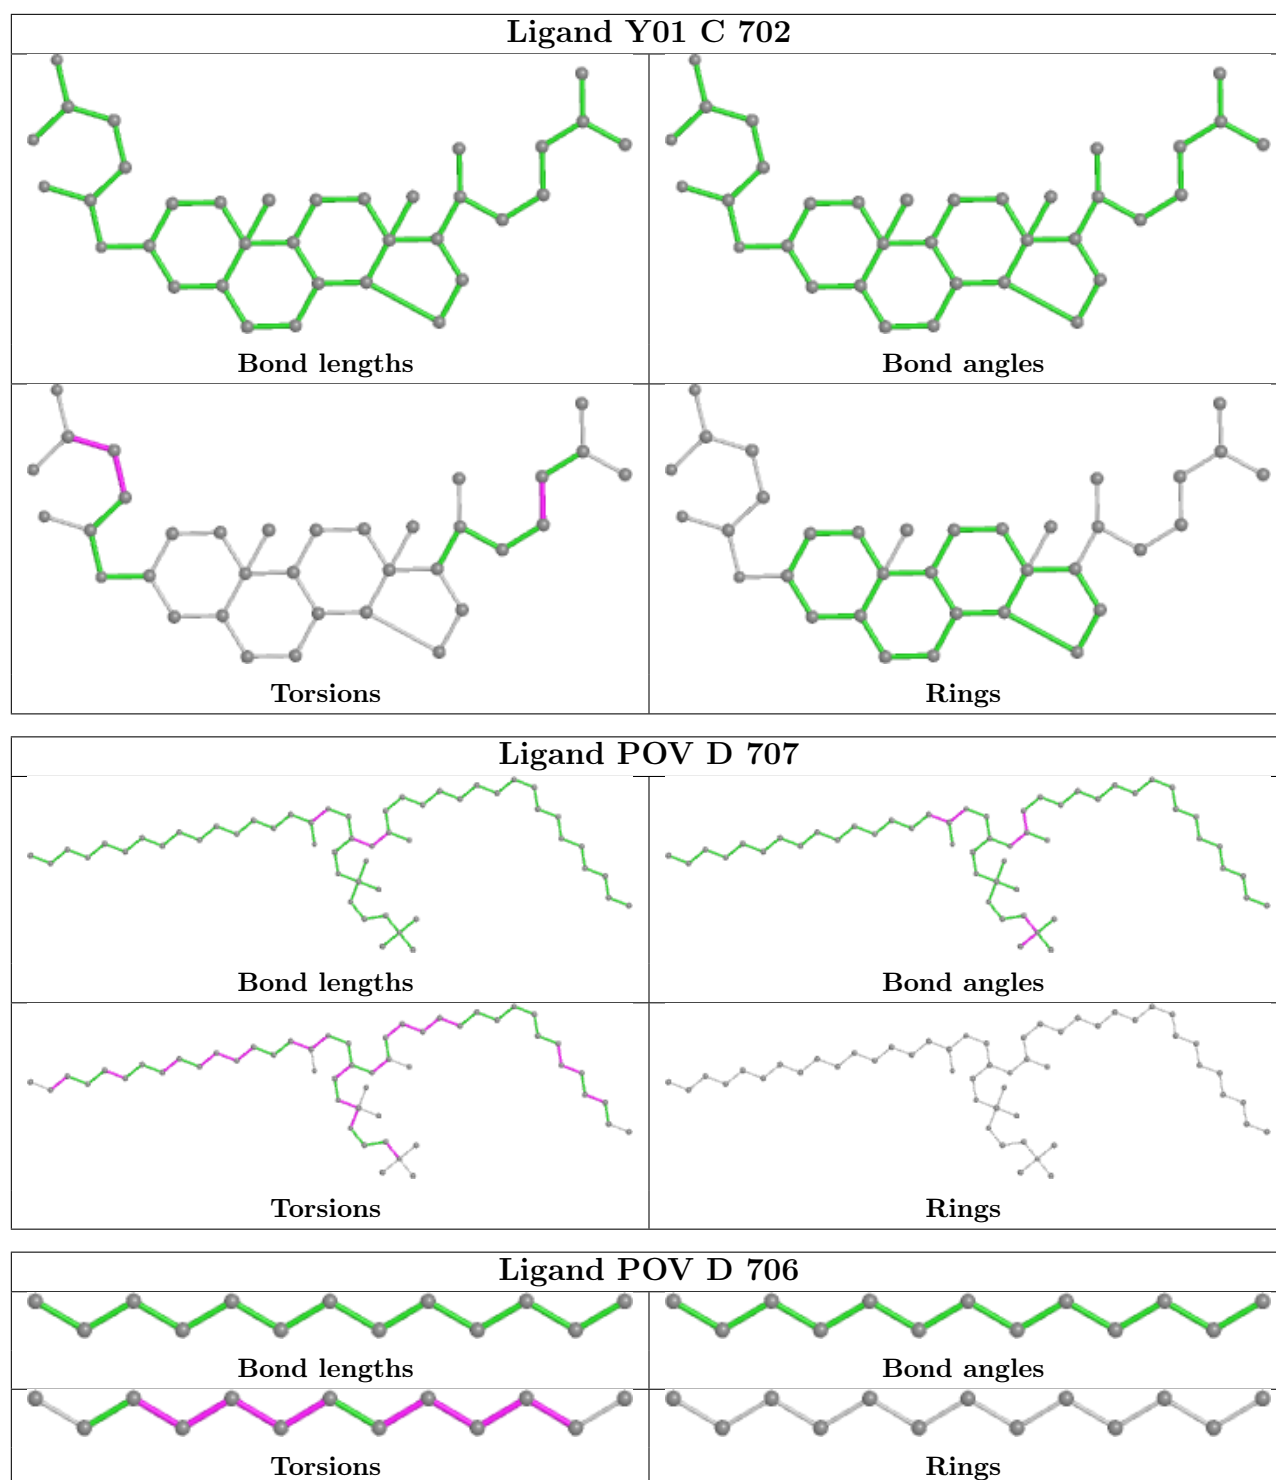 Ligand Y01 C 702
Bond lengths
Bond angles
Torsions
Rings
Ligand POV D 707
Bond lengths
Bond angles
Torsions
Rings
Ligand POV D 706
Bond lengths
Bond angles
Torsions
Rings